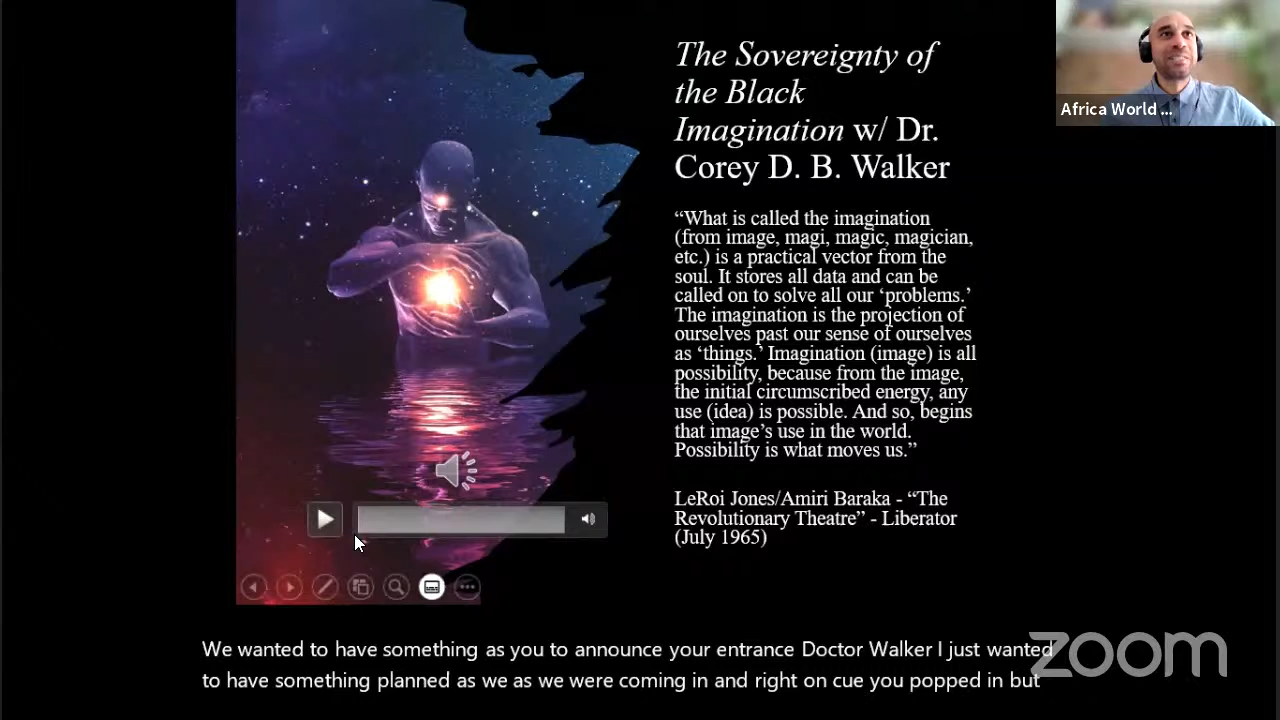 The Sovereignty of
the Black
Imagination w/ Dr.
Corey D. B. Walker
“What is called the imagination
(from image, magi, magic, magician,
etc.) is a practical vector from the
soul. It stores all data and can be
called on to solve all our ‘problems.’
The imagination is the projection of
ourselves past our sense of ourselves
as ‘things.’ Imagination (image) is all
possibility, because from the image,
the initial circumscribed energy, any
use (idea) is possible. And so, begins
that image’s use in the world.
Possibility is what moves us.”
LeRoi Jones/Amiri Baraka - “The
Revolutionary Theatre” - Liberator
(July 1965)
Africa World ...
We wanted to have something as you to announce your entrance Doctor Walker I just wanted
to have something planned as we as we were coming in and right on cue you popped in but
zoom